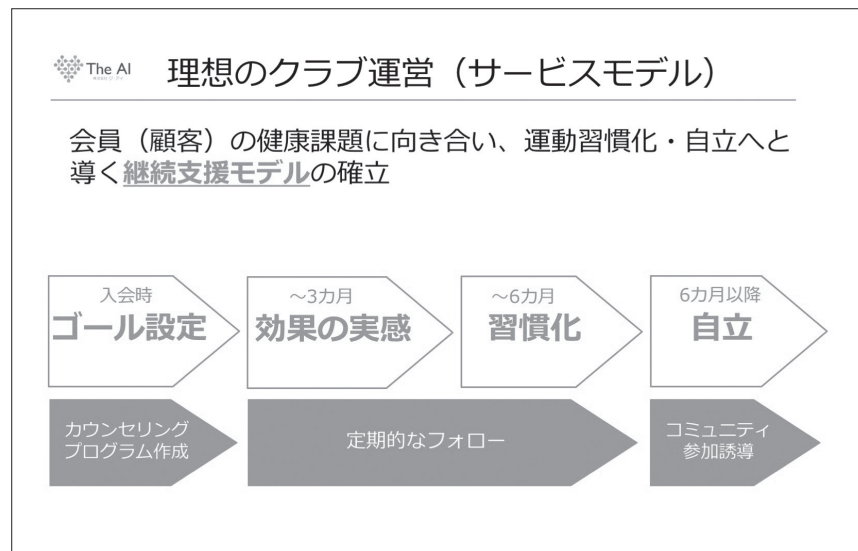 The AI
理想のクラブ運営（サービスモデル）
会員（顧客）の健康課題に向き合い、運動習慣化・自立へと
導く継続支援モデルの確立
入会時
ゴール設定
～3カ月
効果の実感
～6カ月
習慣化
6カ月以降
自立
カウンセリング
プログラム作成
定期的なフォロー
コミュニティ
参加誘導